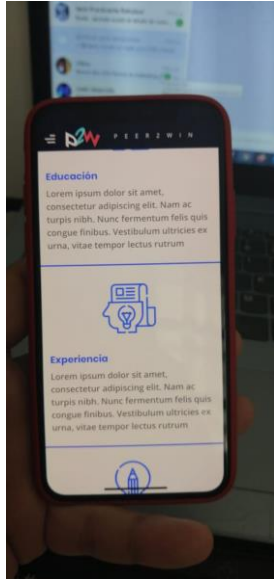 p2w PEER2WIN
Educación
Lorem ipsum dolor sit amet,
consectetur adipiscing elit. Nam ac
turpis nibh. Nunc fermentum felis quis
congue finibus. Vestibulum ultricies ex
urna, vitae tempor lectus rutrum
Experiencia
Lorem ipsum dolor sit amet,
consectetur adipiscing elit. Nam ac
turpis nibh. Nunc fermentum felis quis
congue finibus. Vestibulum ultricies ex
urna, vitae tempor lectus rutrum